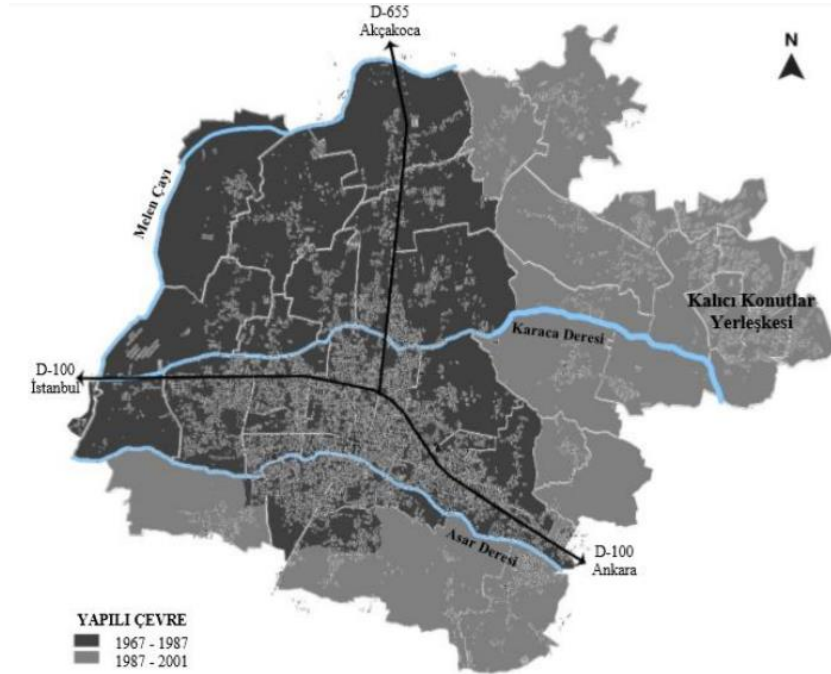 D-655
Akçakoca
N
Melen Çayı
Kalıcı Konutlar
Yerleşkesi
Karaca Deresi
D-100
İstanbul
Asar Deresi
D-100
Ankara
YAPILI ÇEVRE
1967 - 1987
1987 - 2001